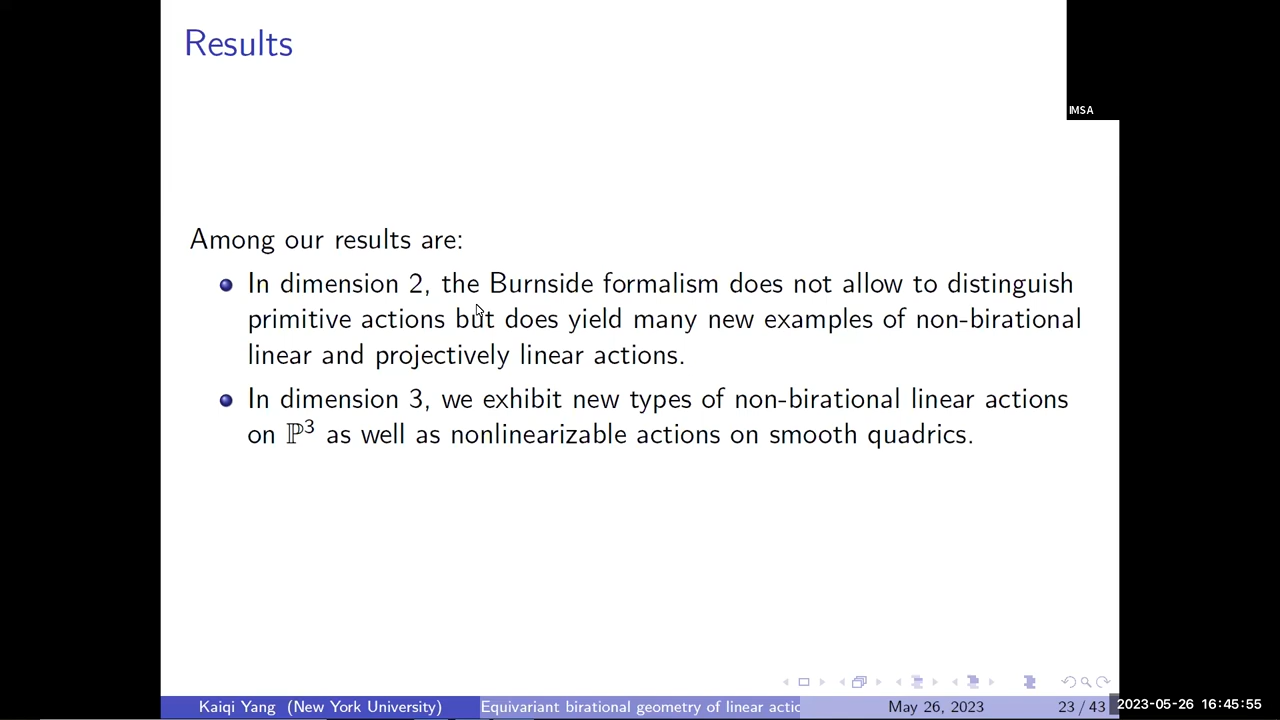 Results
IMSA
Among our results are:
In dimension 2, the Burnside formalism does not allow to distinguish
primitive actions but does yield many new examples of non-birational
linear and projectively linear actions.
In dimension 3, we exhibit new types of non-birational linear actions
on ℙ³ as well as nonlinearizable actions on smooth quadrics.
Kaiqi Yang (New York University) Equivariant birational geometry of linear actio May 26, 2023 23 / 43 2023-05-26 16:45:55